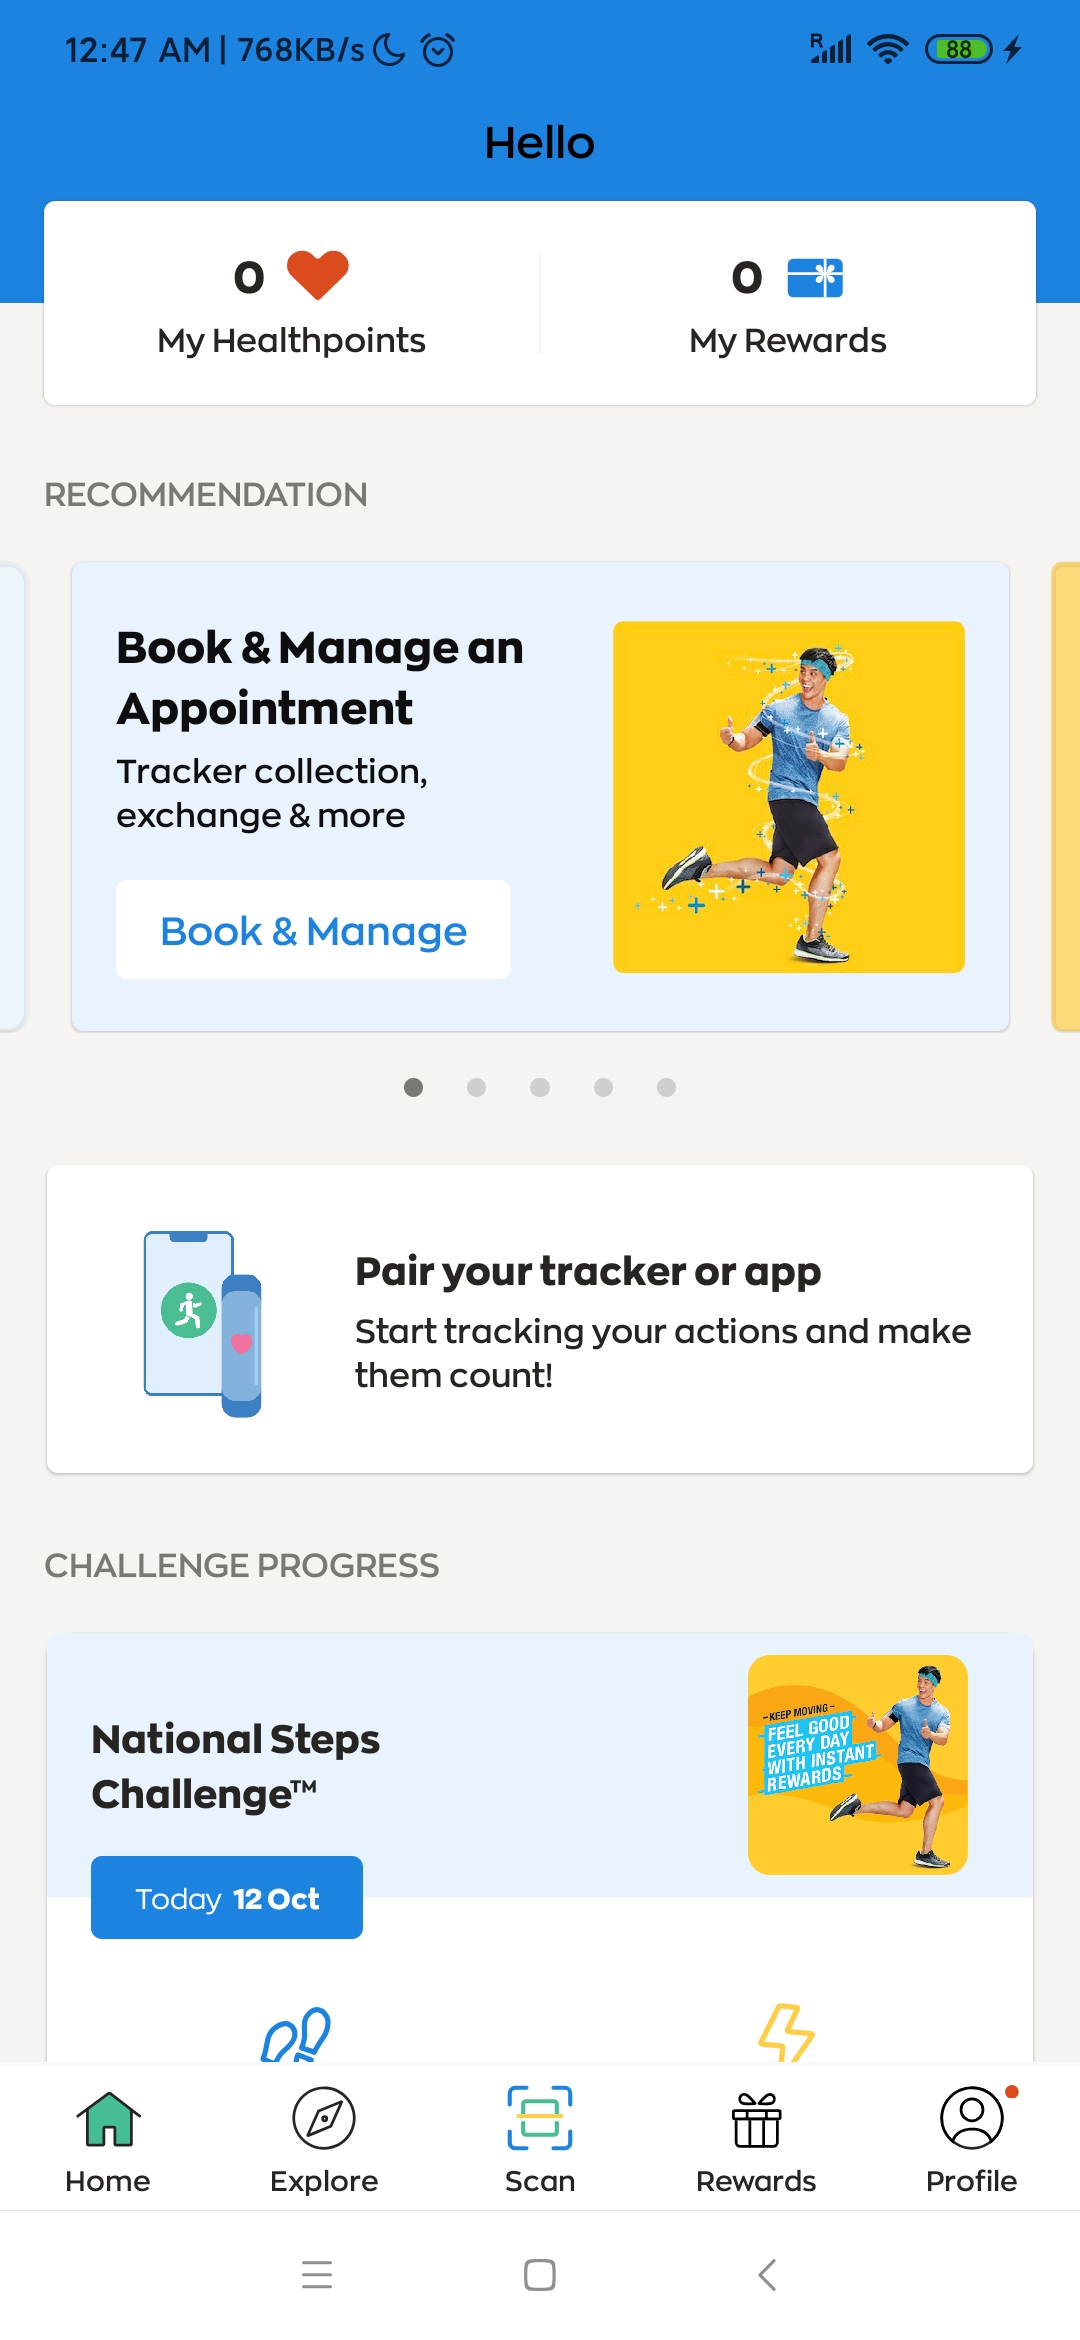 12:47 AM | 768KB/s
R
88
Hello
0
My Healthpoints
0
My Rewards
RECOMMENDATION
Book & Manage an
Appointment
Tracker collection,
exchange & more
Book & Manage
Pair your tracker or app
Start tracking your actions and make
them count!
CHALLENGE PROGRESS
National Steps
Challenge™
- KEEP MOVING -
FEEL GOOD
EVERY DAY
WITH INSTANT
REWARDS
Today 12 Oct
Home
Explore
Scan
Rewards
Profile